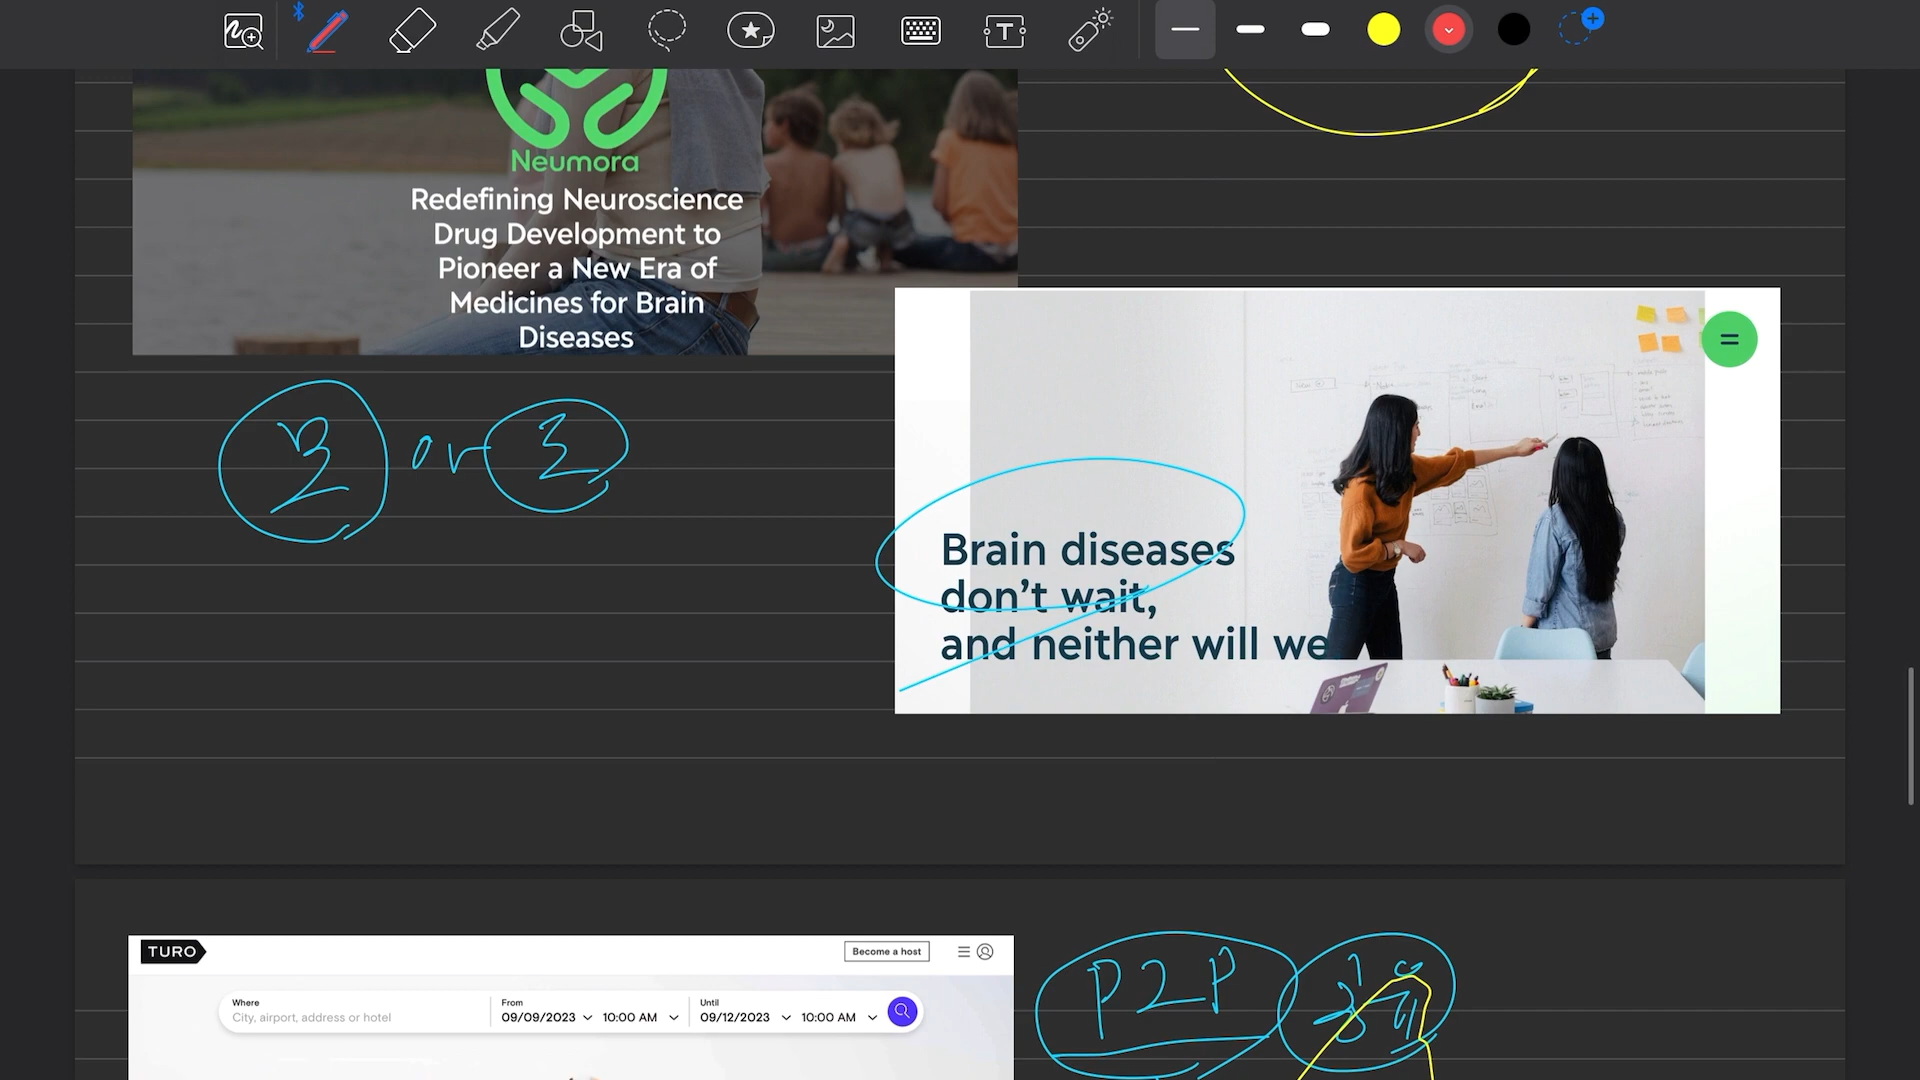 Neumora
Redefining Neuroscience
Drug Development to
Pioneer a New Era of
Medicines for Brain
Diseases
or
=
Brain diseases
don't wait,
and neither will we
TURO
Become a host
Where
City, airport, address or hotel
From
09/09/2023 10:00 AM
Until
09/12/2023 10:00 AM
P2P
T